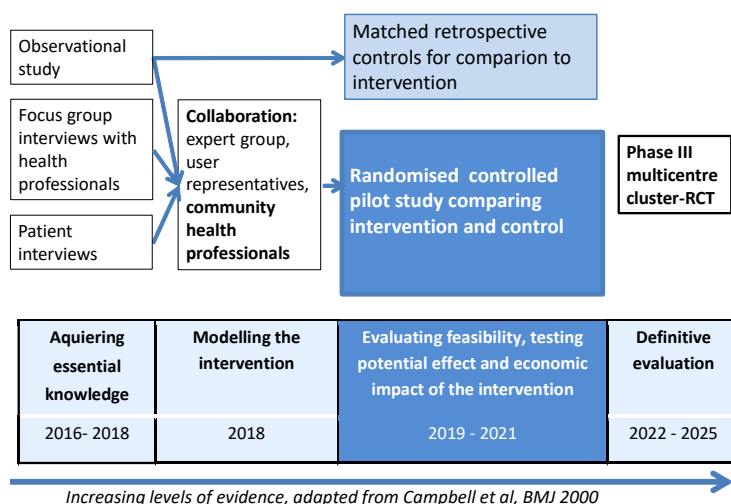 Observational
study
Matched retrospective
controls for comparion to
intervention
Focus group
interviews with
health
professionals
Patient
interviews
Collaboration:
expert group,
user
representatives,
community
health
professionals
Randomised controlled
pilot study comparing
intervention and control
Phase III
multicentre
cluster-RCT
Aquiering
essential
knowledge
Modelling the
intervention
Evaluating feasibility, testing
potential effect and economic
impact of the intervention
Definitive
evaluation
2016- 2018
2018
2019 - 2021
2022 - 2025
Increasing levels of evidence, adapted from Campbell et al, BMJ 2000